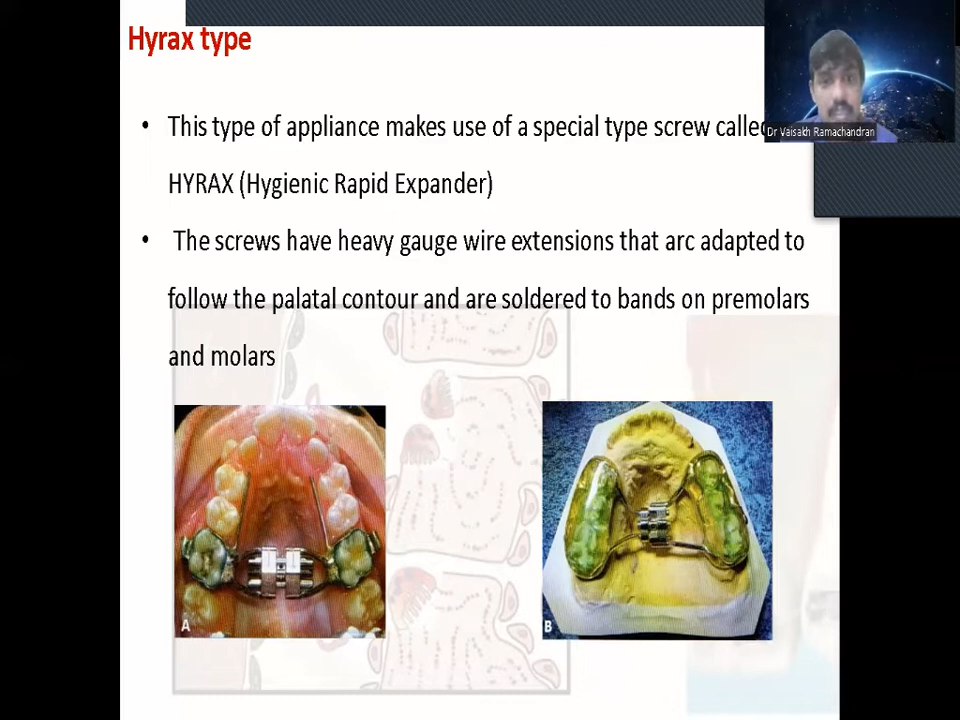 Hyrax type
• This type of appliance makes use of a special type screw called
HYRAX (Hygienic Rapid Expander)
• The screws have heavy gauge wire extensions that arc adapted to
follow the palatal contour and are soldered to bands on premolars
and molars
Dr Vaisakh Ramachandran
A
B